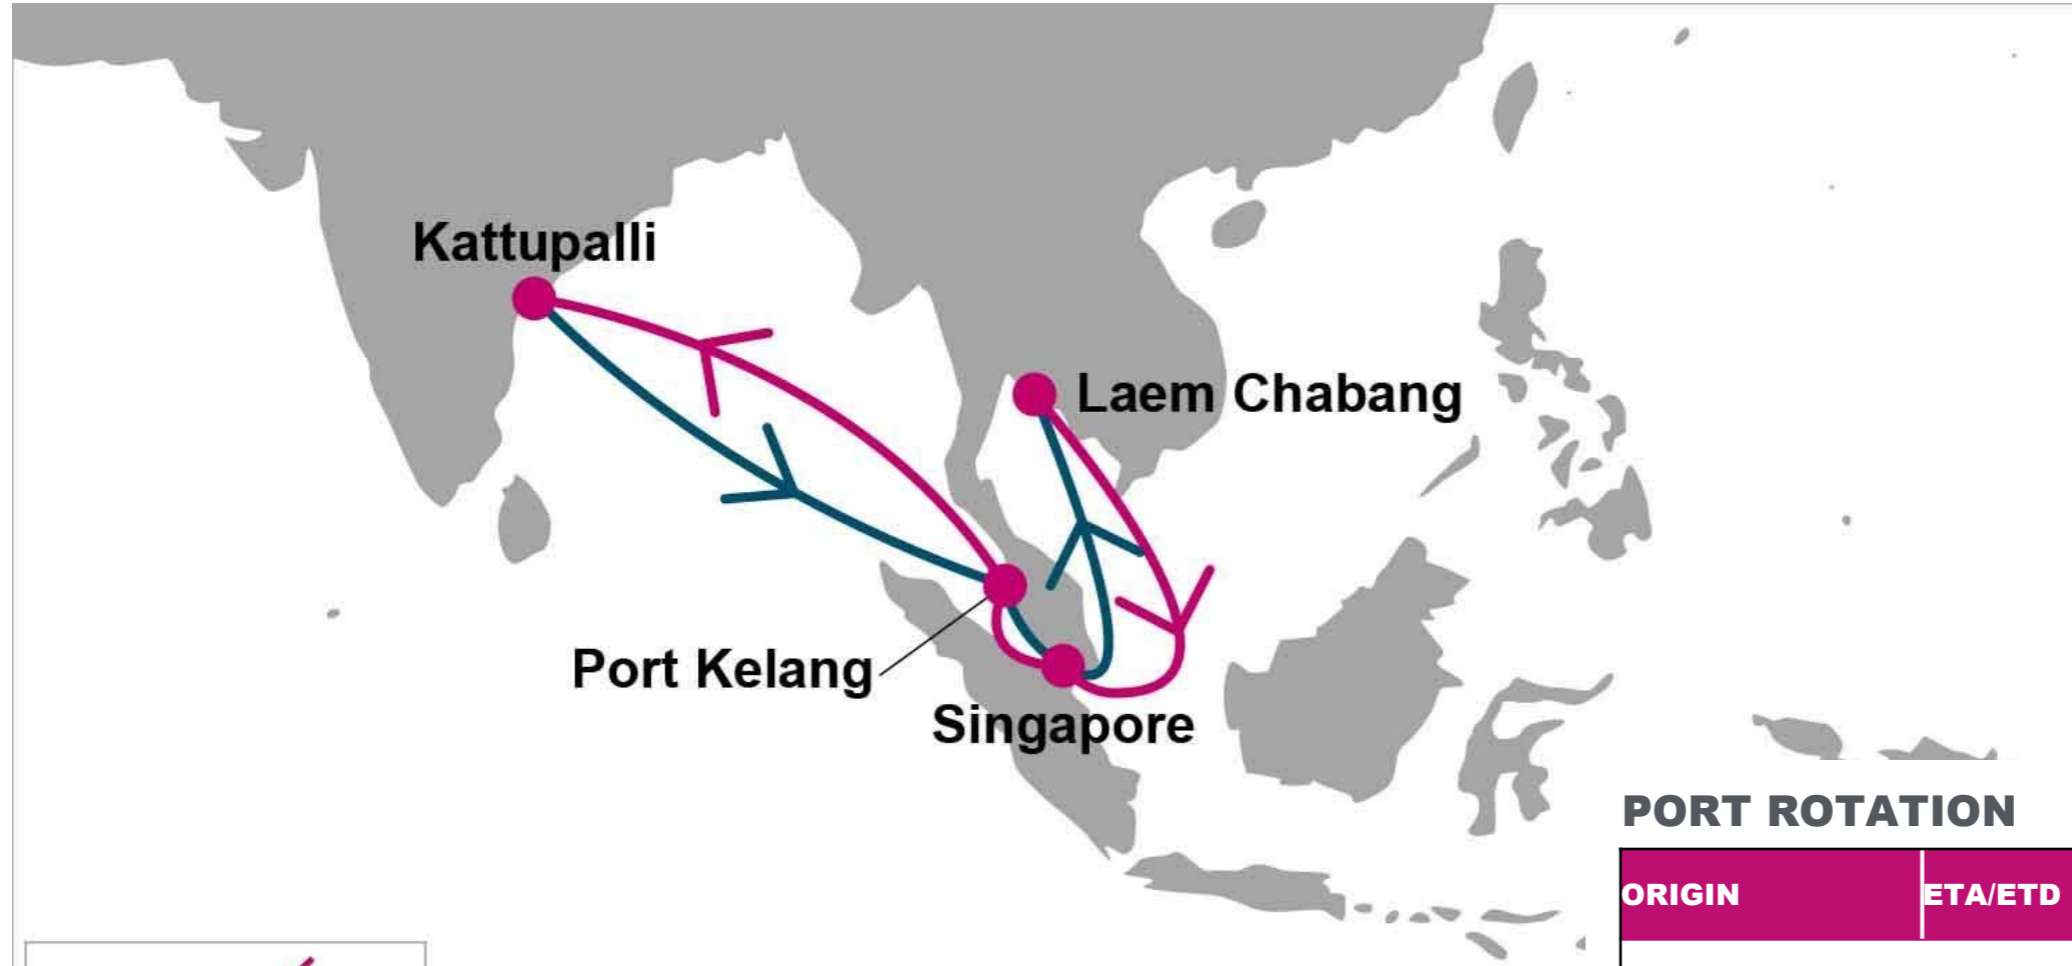 Kattupalli
Laem Chabang
Port Kelang
Singapore
PORT ROTATION
ORIGIN
ETA/ETD